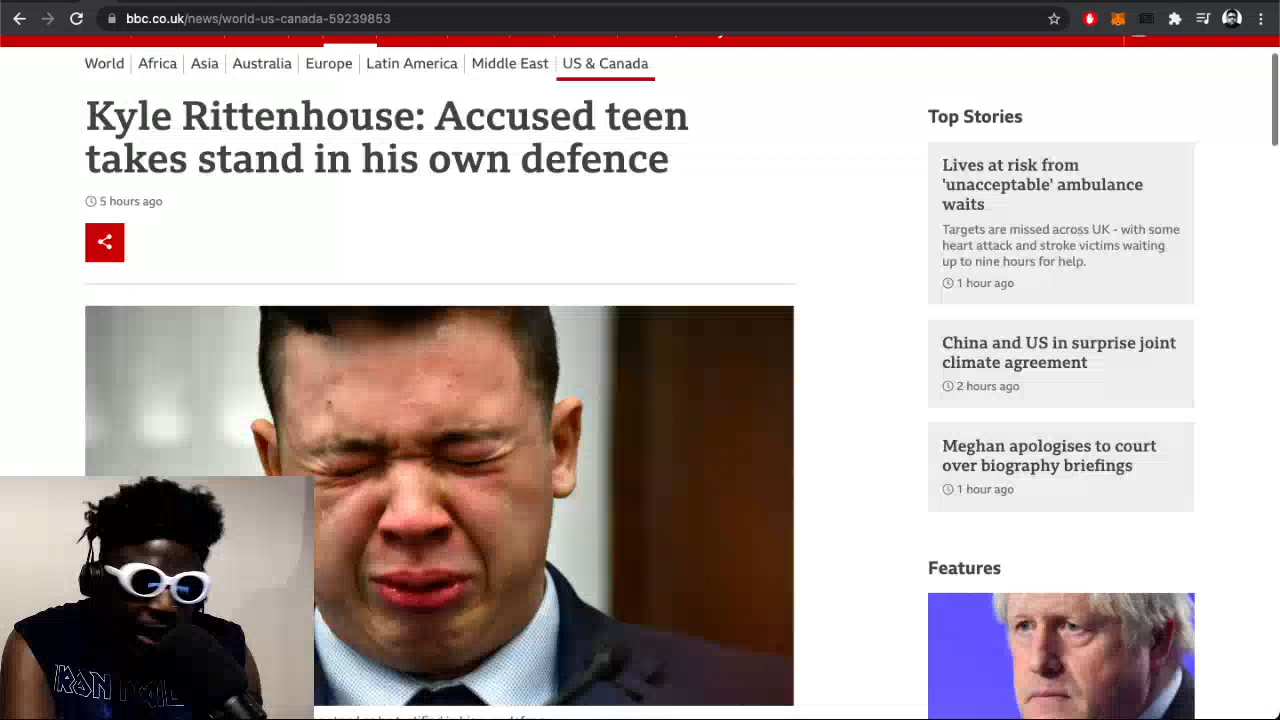 bbc.co.uk/news/world-us-canada-59239853
World Africa Asia Australia Europe Latin America Middle East US & Canada
Kyle Rittenhouse: Accused teen
takes stand in his own defence
5 hours ago
Top Stories
Lives at risk from
'unacceptable' ambulance
waits
Targets are missed across UK - with some
heart attack and stroke victims waiting
up to nine hours for help.
1 hour ago
China and US in surprise joint
climate agreement
2 hours ago
Meghan apologises to court
over biography briefings
1 hour ago
Features